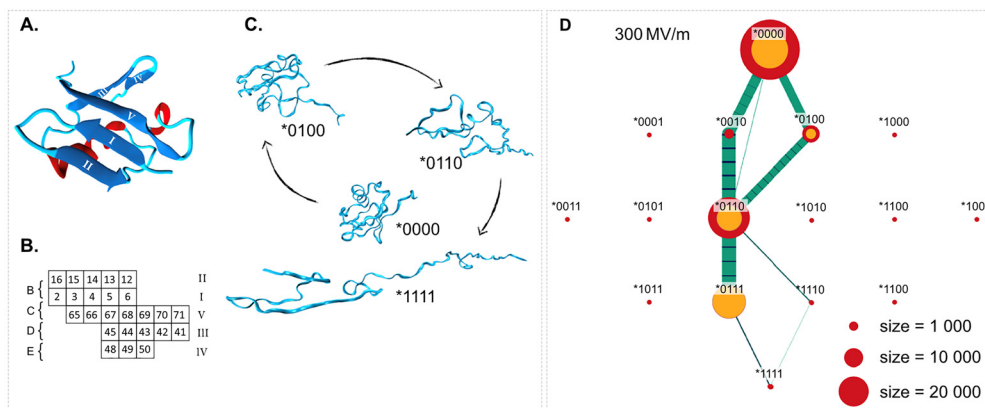 A.
III
IV
V
I
II
B.
16 15 14 13 12 II
B {
2 3 4 5 6 I
C {
65 66 67 68 69 70 71 V
D {
45 44 43 42 41 III
E {
48 49 50 IV
C.
*0100
*0110
*0000
*1111
D
300 MV/m
*0000
*0001 *0010 *0100 *1000
*0011 *0101 *0110 *1010 *1100 *100
*1011 *0111 *1110 *1100
*1111
size = 1 000
size = 10 000
size = 20 000